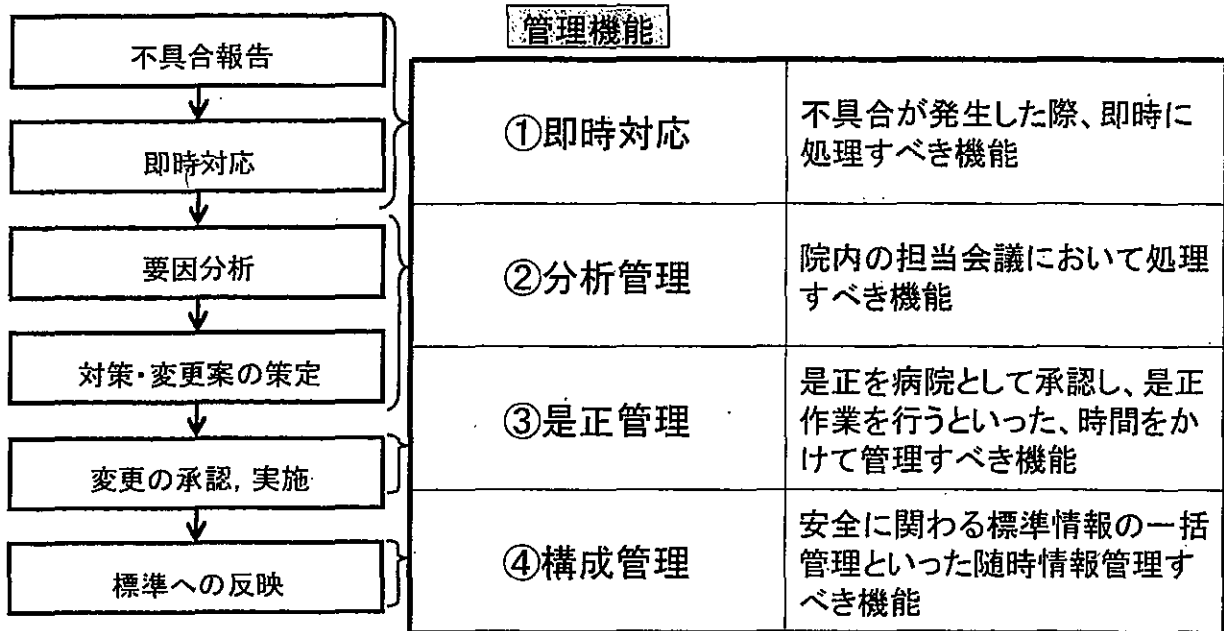 管理機能
不具合報告
即時対応
要因分析
対策・変更案の策定
変更の承認, 実施
標準への反映
①即時対応
不具合が発生した際、即時に
処理すべき機能
②分析管理
院内の担当会議において処理
すべき機能
③是正管理
是正を病院として承認し、是正
作業を行うといった、時間をか
けて管理すべき機能
④構成管理
安全に関わる標準情報の一括
管理といった随時情報管理す
べき機能